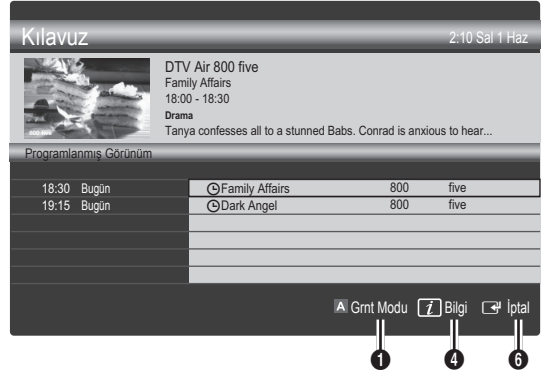 Kılavuz 2:10 Sal 1 Haz
DTV Air 800 five
Family Affairs
18:00 - 18:30
Drama
Tanya confesses all to a stunned Babs. Conrad is anxious to hear...
800 five
Programlanmış Görünüm
18:30 Bugün Family Affairs 800 five
19:15 Bugün Dark Angel 800 five
A Grnt Modu i Bilgi İptal
1 4 6